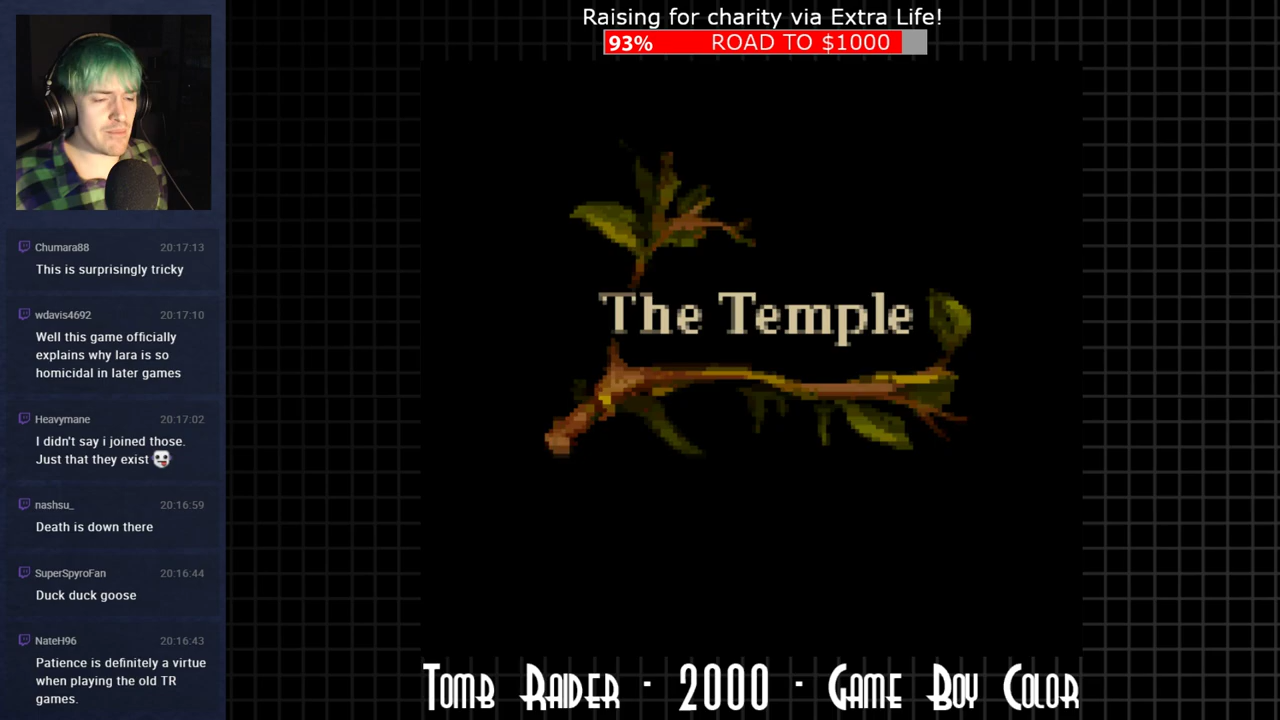 Raising for charity via Extra Life!
93% ROAD TO $1000
Chumara88 20:17:13
This is surprisingly tricky
wdavis4692 20:17:10
Well this game officially
explains why lara is so
homicidal in later games
Heavymane 20:17:02
I didn't say i joined those.
Just that they exist
nashsu_ 20:16:59
Death is down there
SuperSpyroFan 20:16:44
Duck duck goose
NateH96 20:16:43
Patience is definitely a virtue
when playing the old TR
games.
The Temple
Tomb Raider - 2000 - Game Boy Color